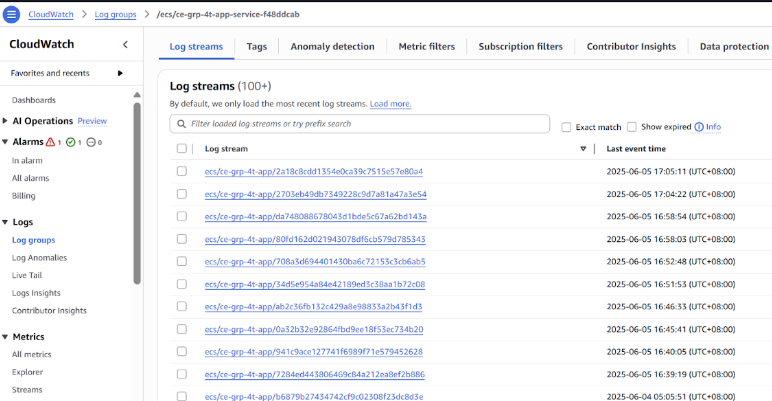 CloudWatch > Log groups > /ecs/ce-grp-4t-app-service-f48ddcab
CloudWatch
Favorites and recents
Dashboards
AI Operations Preview
Alarms 1 1 0
In alarm
All alarms
Billing
Logs
Log groups
Log Anomalies
Live Tail
Logs Insights
Contributor Insights
Metrics
All metrics
Explorer
Streams
Log streams Tags Anomaly detection Metric filters Subscription filters Contributor Insights Data protection
Log streams (100+)
By default, we only load the most recent log streams. Load more.
Filter loaded log streams or try prefix search Exact match Show expired Info
Log stream Last event time
ecs/ce-grp-4t-app/2a18c8cdd1354e0ca39c7515e57e80a4 2025-06-05 17:05:11 (UTC+08:00)
ecs/ce-grp-4t-app/2703eb49db7349228c9d7a81a47a3e54 2025-06-05 17:04:22 (UTC+08:00)
ecs/ce-grp-4t-app/da748088678043d1bde5c67a62bd143a 2025-06-05 16:58:54 (UTC+08:00)
ecs/ce-grp-4t-app/80fd162d021943078df6cb579d785343 2025-06-05 16:58:03 (UTC+08:00)
ecs/ce-grp-4t-app/708a3d694401430ba6c72153c3cb6ab5 2025-06-05 16:52:48 (UTC+08:00)
ecs/ce-grp-4t-app/34d5e954a84e42189ed3c38aa1b72c08 2025-06-05 16:51:53 (UTC+08:00)
ecs/ce-grp-4t-app/ab2c36fb132c429a8e98833a2b43f1d3 2025-06-05 16:46:33 (UTC+08:00)
ecs/ce-grp-4t-app/0a32b32e92864fbd9ee18f53ec734b20 2025-06-05 16:45:41 (UTC+08:00)
ecs/ce-grp-4t-app/941c9ace127741f6989f71e579452628 2025-06-05 16:40:05 (UTC+08:00)
ecs/ce-grp-4t-app/7284ed443806469c84a212ea8ef2b886 2025-06-05 16:39:19 (UTC+08:00)
ecs/ce-grp-4t-app/b6879b27434742cf9c02308f23dc8d3e 2025-06-04 05:05:51 (UTC+08:00)